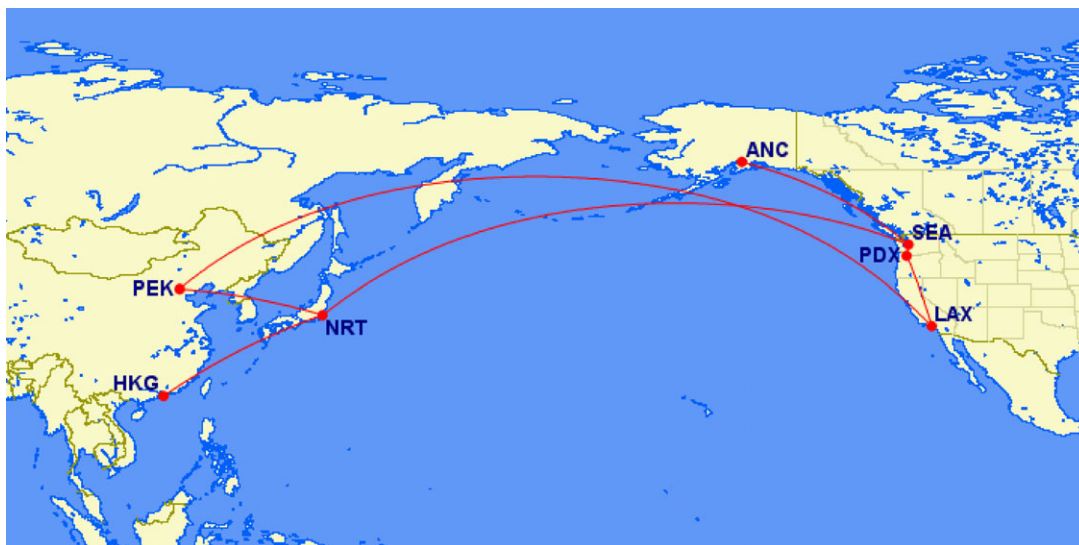 ANC
SEA
PDX
PEK
LAX
NRT
HKG